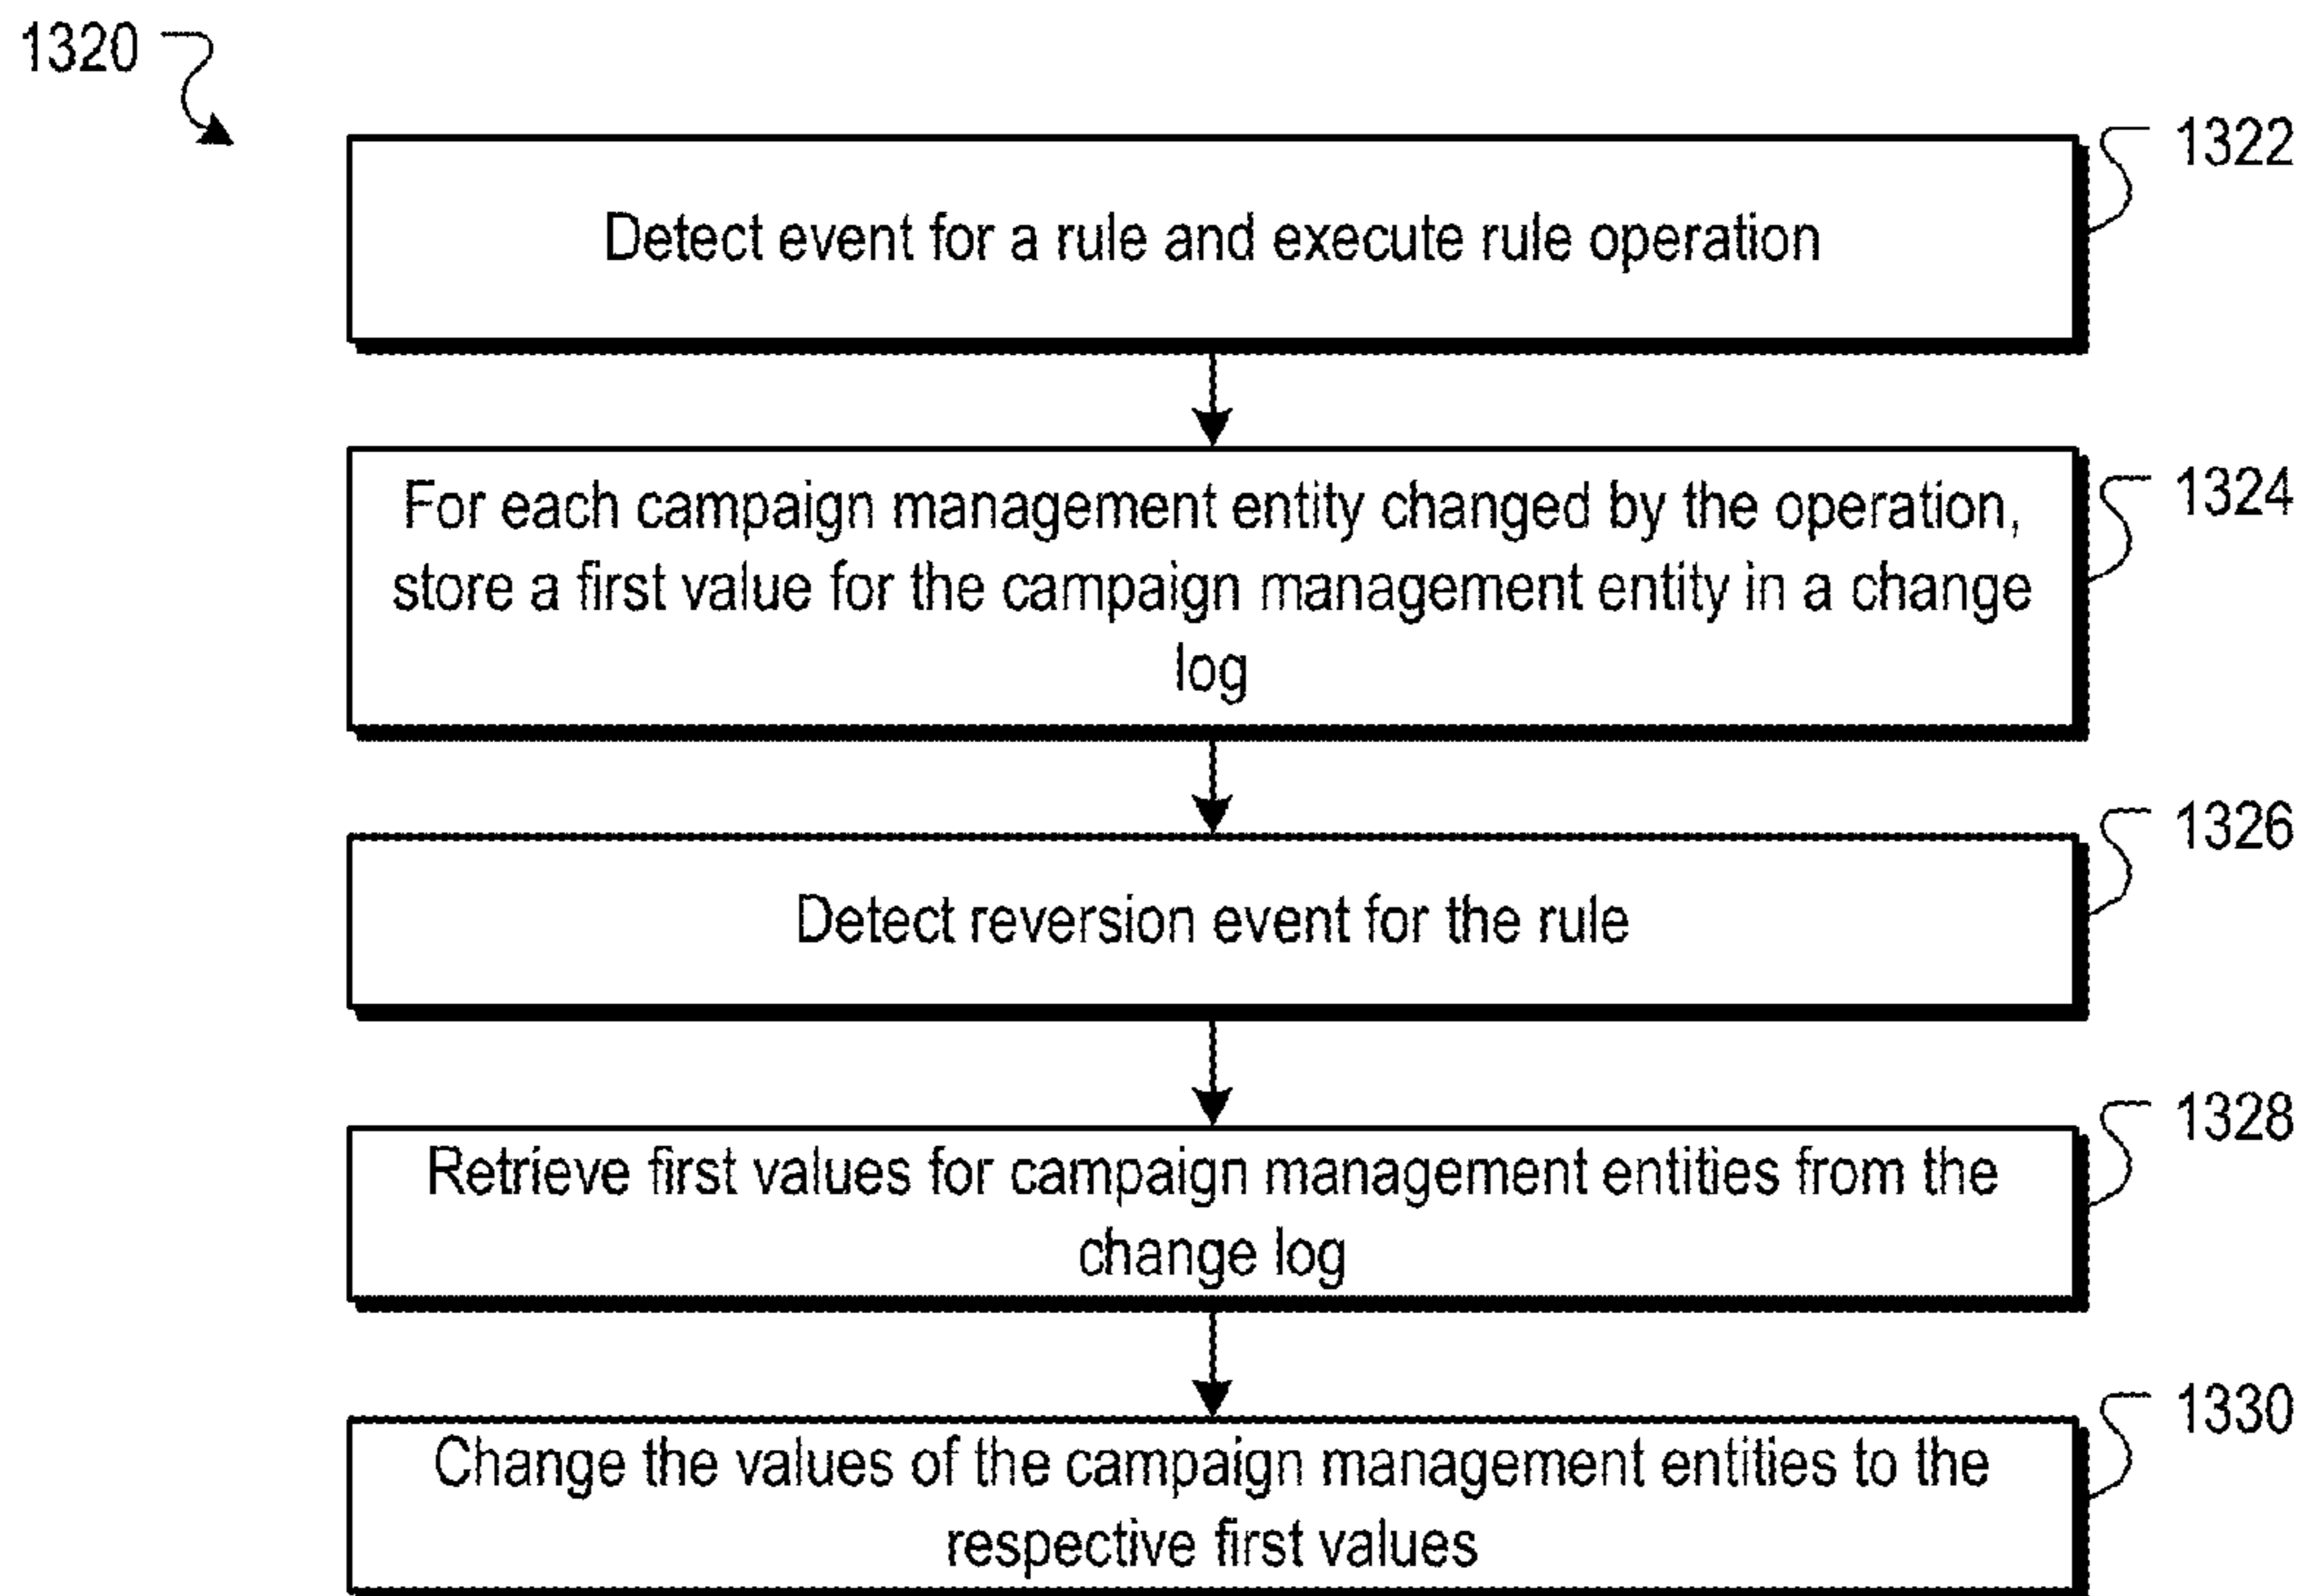 1320
1322
Detect event for a rule and execute rule operation
1324
For each campaign management entity changed by the operation,
store a first value for the campaign management entity in a change
log
1326
Detect reversion event for the rule
1328
Retrieve first values for campaign management entities from the
change log
1330
Change the values of the campaign management entities to the
respective first values